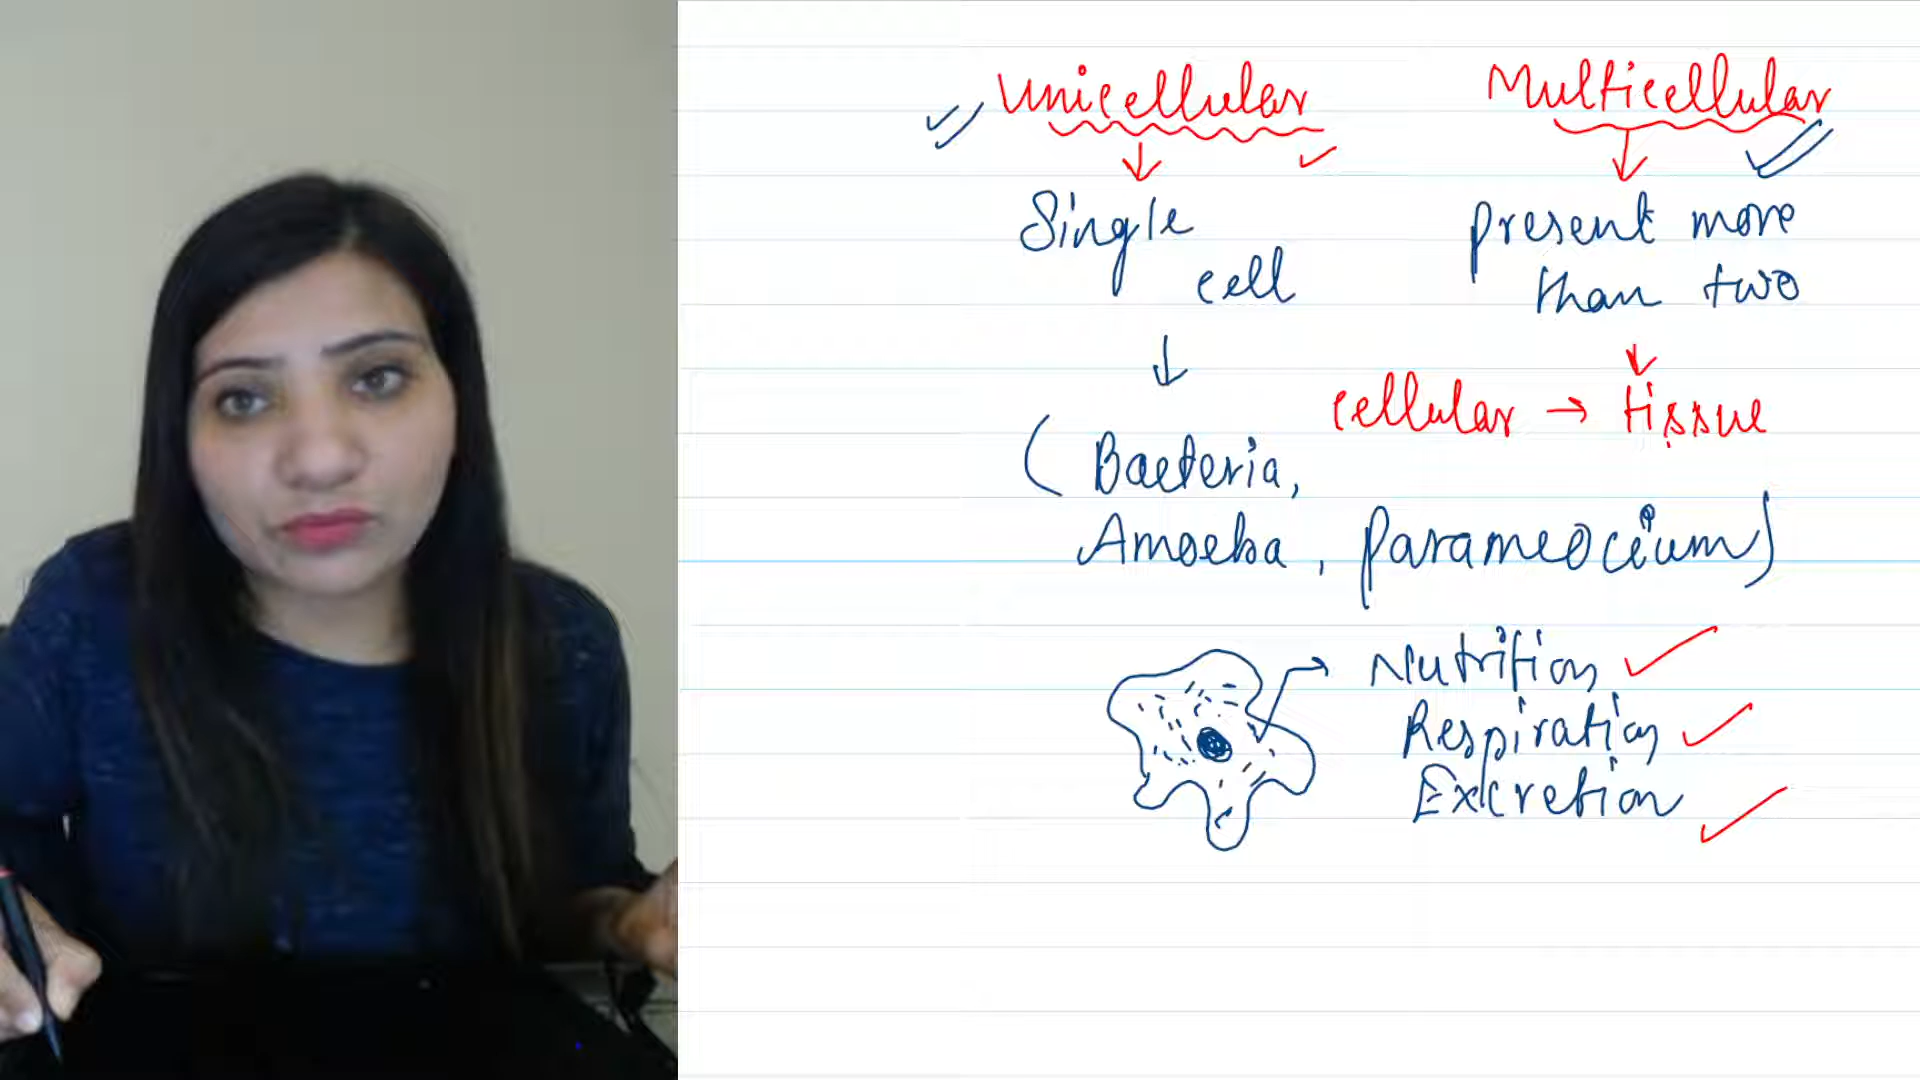 Unicellular
Single
cell
(Bacteria,
Amoeba, Parameocium)
Multicellular
present more
than two
cellular → tissue
Nutrition
Respiration
Excretion